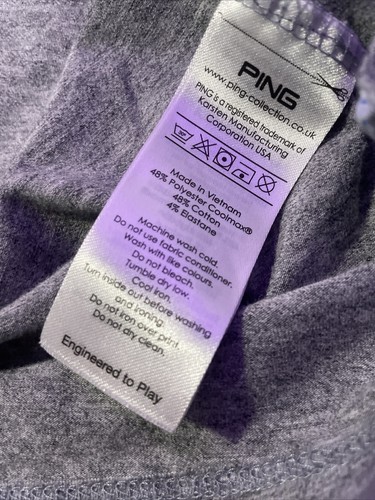 PING
www.ping-collection.co.uk
PING is a registered trademark of
Karsten Manufacturing
Corporation USA
Made in Vietnam
48% Polyester Coolmax®
48% Cotton
4% Elastane
Machine wash cold.
Do not use fabric conditioner.
Wash with like colours.
Do not bleach.
Tumble dry low.
Cool iron.
Turn inside out before washing
and ironing.
Do not iron over print.
Do not dry clean.
Engineered to Play